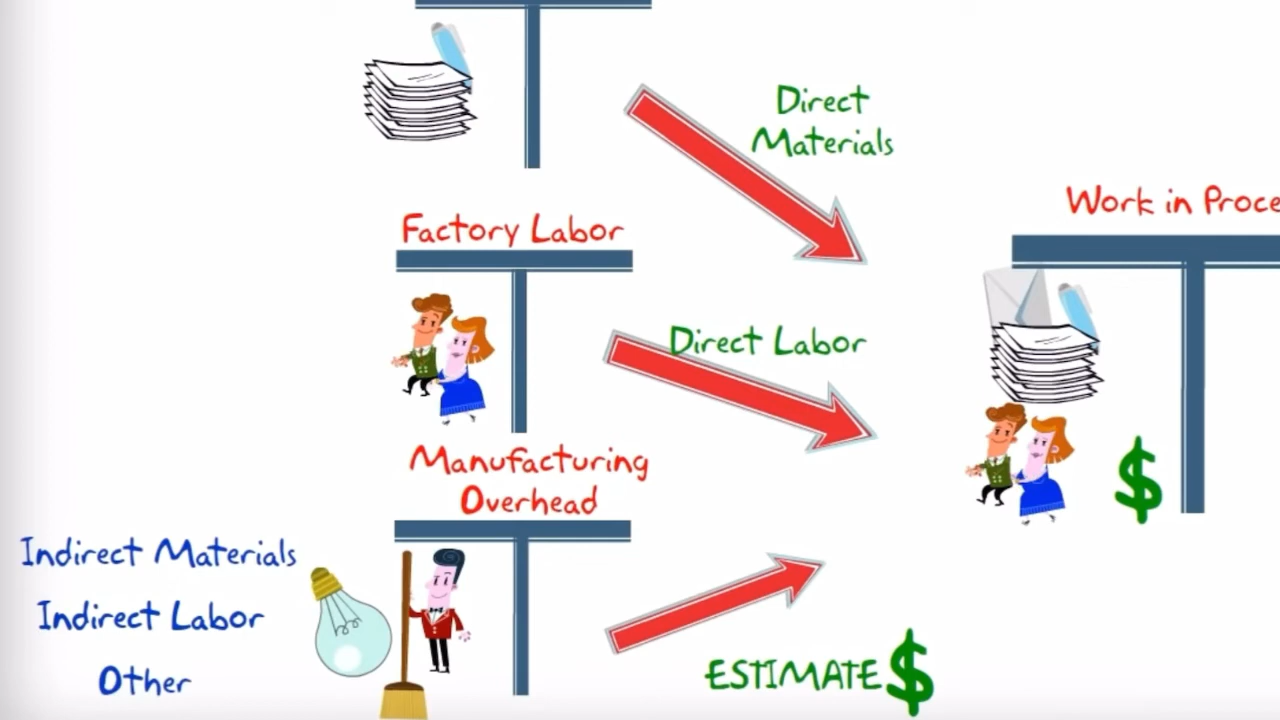 Direct
Materials
Work in Proce
Factory Labor
Direct Labor
Manufacturing
Overhead
Indirect Materials
Indirect Labor
Other
ESTIMATE $
$